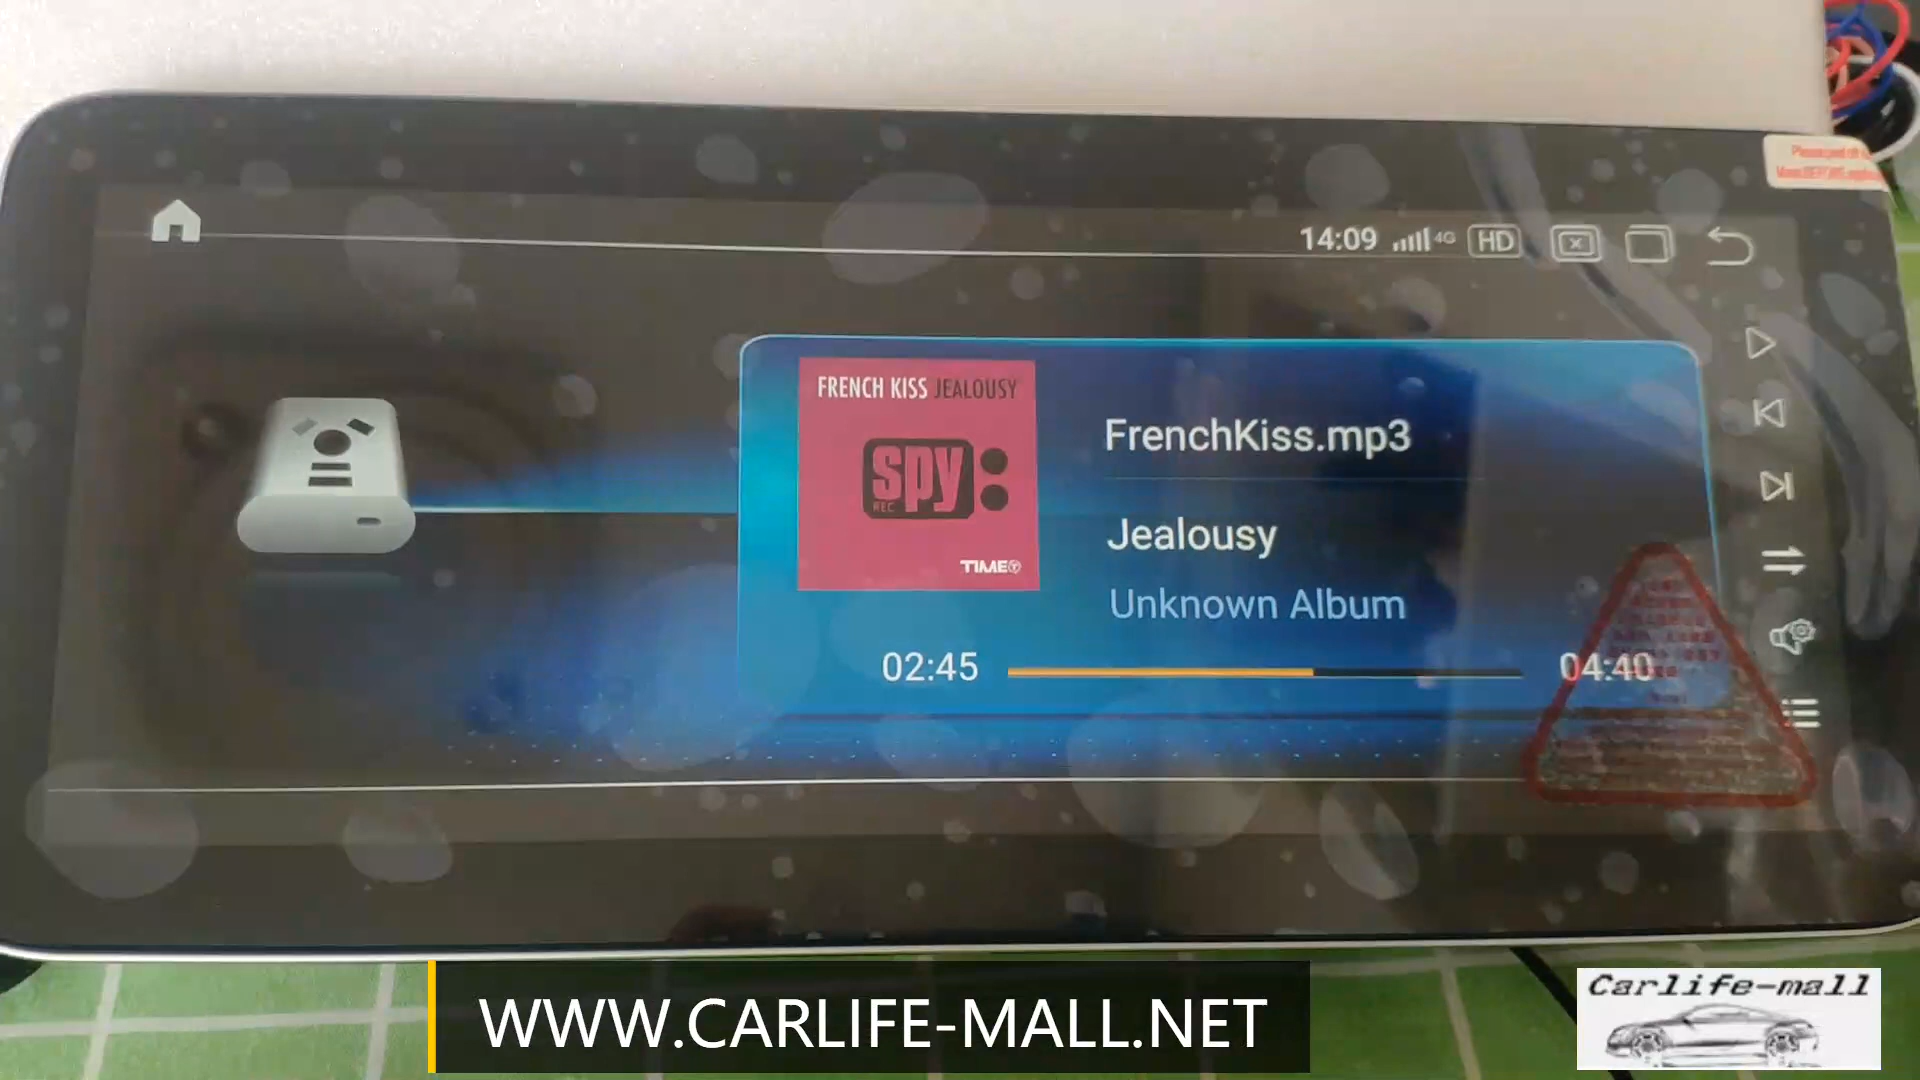 14:09 4G HD
FRENCH KISS JEALOUSY
spy:
REC
TIME
FrenchKiss.mp3
Jealousy
Unknown Album
02:45
04:40
WWW.CARLIFE-MALL.NET
Carlife-mall